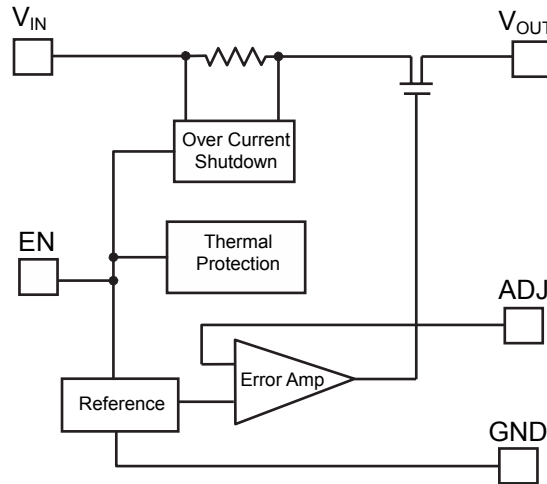 VIN
VOUT
Over Current
Shutdown
EN
Thermal
Protection
ADJ
Error Amp
Reference
GND